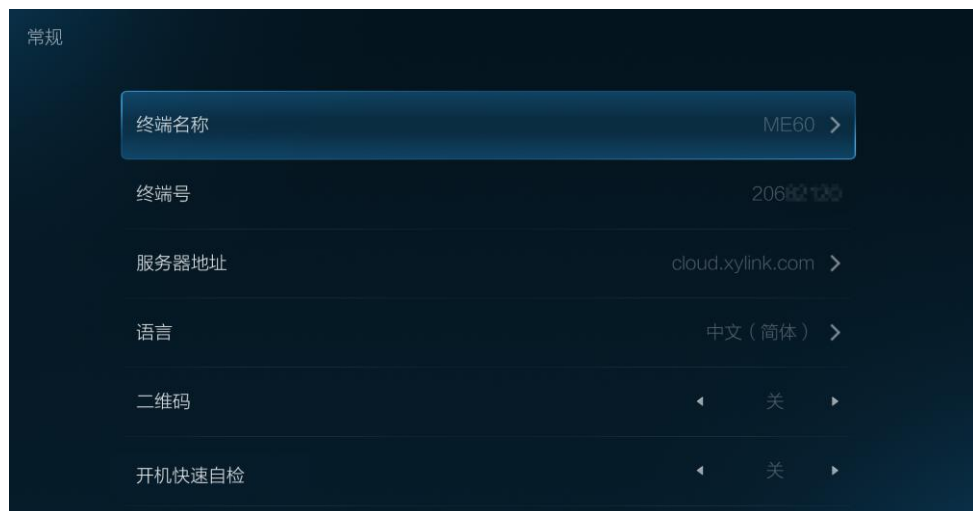 常规
终端名称 ME60
终端号 206
服务器地址 cloud.xylink.com
语言 中文（简体）
二维码 关
开机快速自检 关